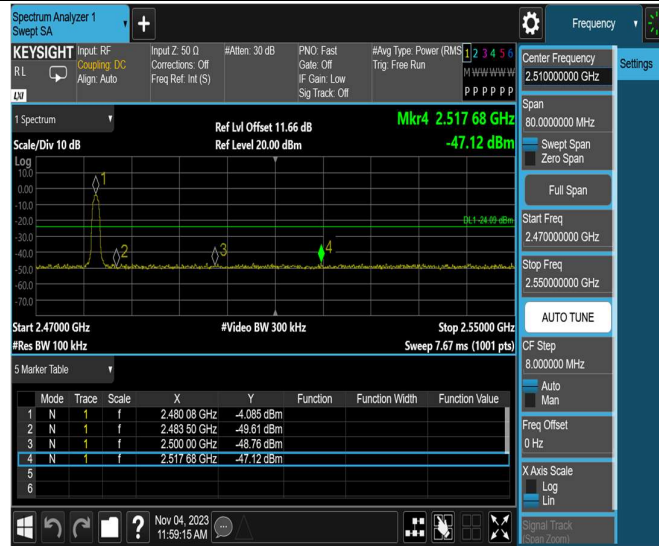 Spectrum Analyzer 1
Swept SA
Frequency
KEYSIGHT
RL
LXI
Input: RF
Coupling: DC
Align: Auto
Input Z: 50 Ω
Corrections: Off
Freq Ref: Int (S)
#Atten: 30 dB
PNO: Fast
Gate: Off
IF Gain: Low
Sig Track: Off
#Avg Type: Power (RMS
Trig: Free Run
1 2 3 4 5 6
M W W W W W
P P P P P P
Settings
Center Frequency
2.510000000 GHz
Span
80.0000000 MHz
Swept Span
Zero Span
Full Span
Start Freq
2.470000000 GHz
Stop Freq
2.550000000 GHz
AUTO TUNE
CF Step
8.000000 MHz
Auto
Man
Freq Offset
0 Hz
X Axis Scale
Log
Lin
Signal Track
(Span Zoom)
1 Spectrum
Scale/Div 10 dB
Ref Lvl Offset 11.66 dB
Ref Level 20.00 dBm
Mkr4 2.517 68 GHz
-47.12 dBm
Log
10.0
0.00
-10.0
-20.0
-30.0
-40.0
-50.0
-60.0
-70.0
1
2
3
4
DL1 -24.09 dBm
Start 2.47000 GHz
#Res BW 100 kHz
#Video BW 300 kHz
Stop 2.55000 GHz
Sweep 7.67 ms (1001 pts)
5 Marker Table
Mode Trace Scale X Y Function Function Width Function Value
1 N 1 f 2.480 08 GHz -4.085 dBm
2 N 1 f 2.483 50 GHz -49.61 dBm
3 N 1 f 2.500 00 GHz -48.76 dBm
4 N 1 f 2.517 68 GHz -47.12 dBm
5
6
?
Nov 04, 2023
11:59:15 AM